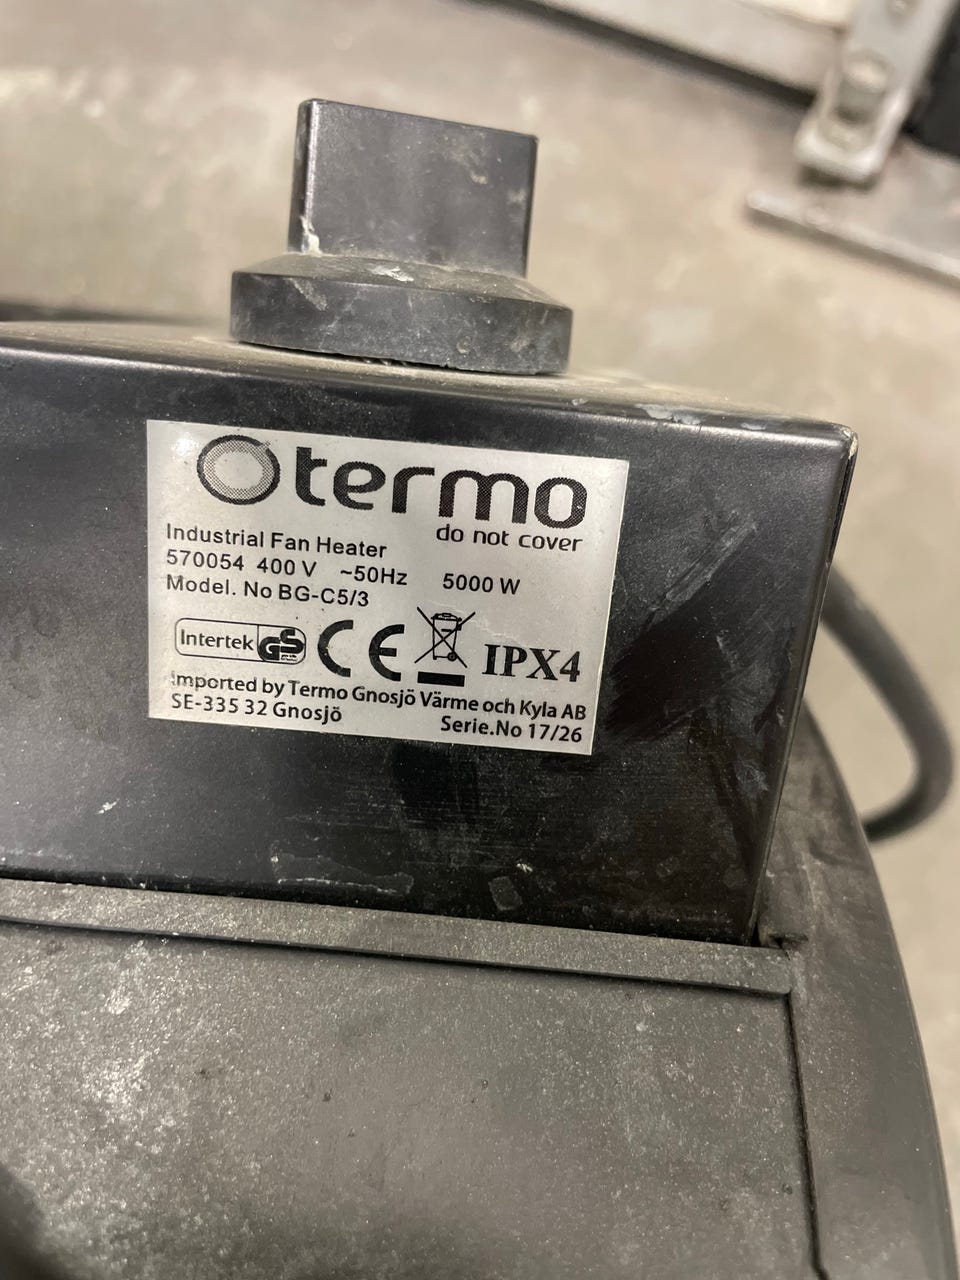 termo
do not cover
Industrial Fan Heater
570054 400 V ~50Hz 5000 W
Model. No BG-C5/3
Intertek GS CE IPX4
Imported by Termo Gnosjö Värme och Kyla AB
SE-335 32 Gnosjö Serie.No 17/26